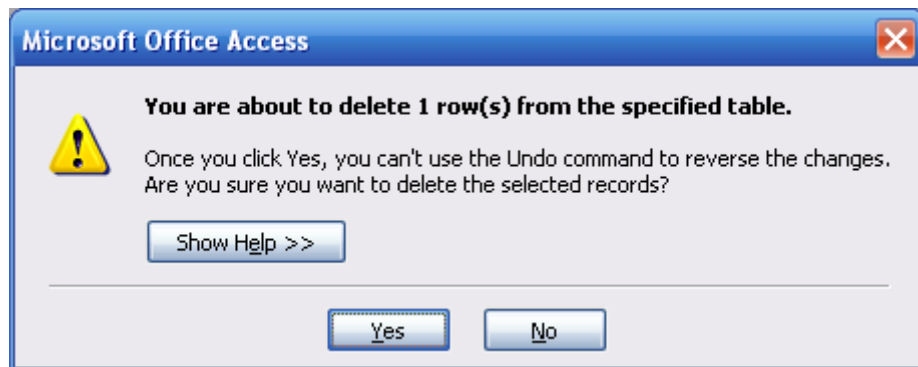 Microsoft Office Access
You are about to delete 1 row(s) from the specified table.
Once you click Yes, you can't use the Undo command to reverse the changes.
Are you sure you want to delete the selected records?
Show Help >>
Yes
No